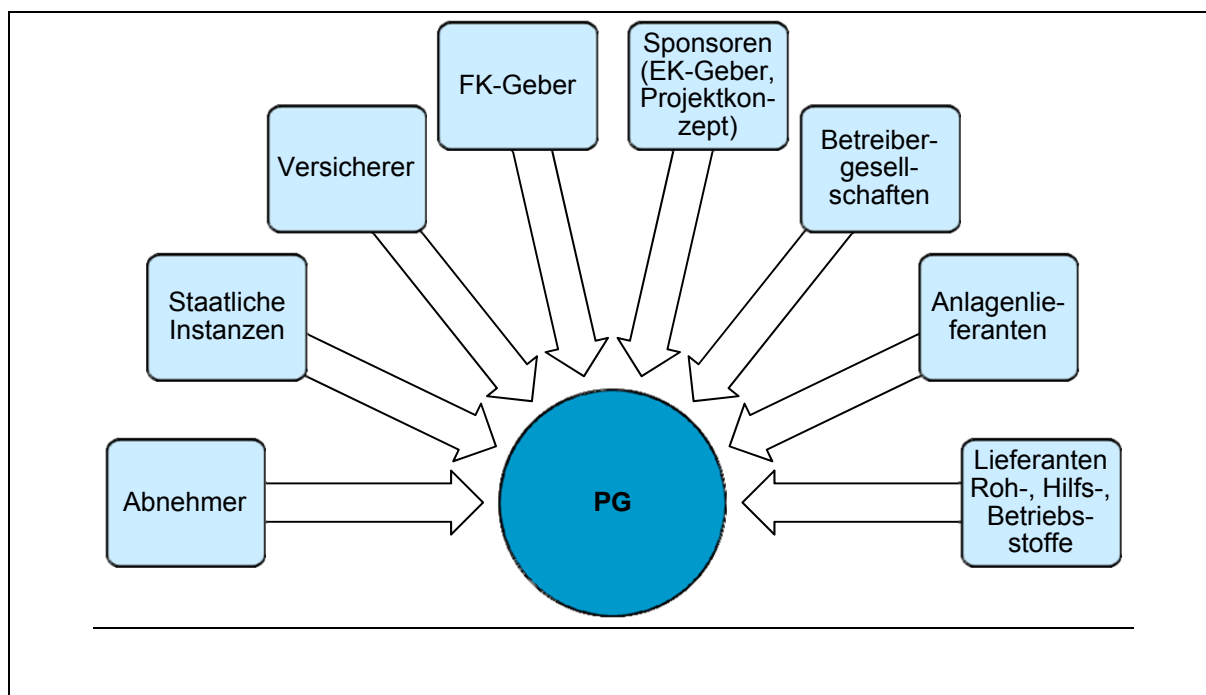 Abnehmer
Staatliche
Instanzen
Versicherer
FK-Geber
Sponsoren
(EK-Geber,
Projektkon-
zept)
Betreiber-
gesell-
schaften
Anlagenlie-
feranten
Lieferanten
Roh-, Hilfs-,
Betriebs-
stoffe
PG